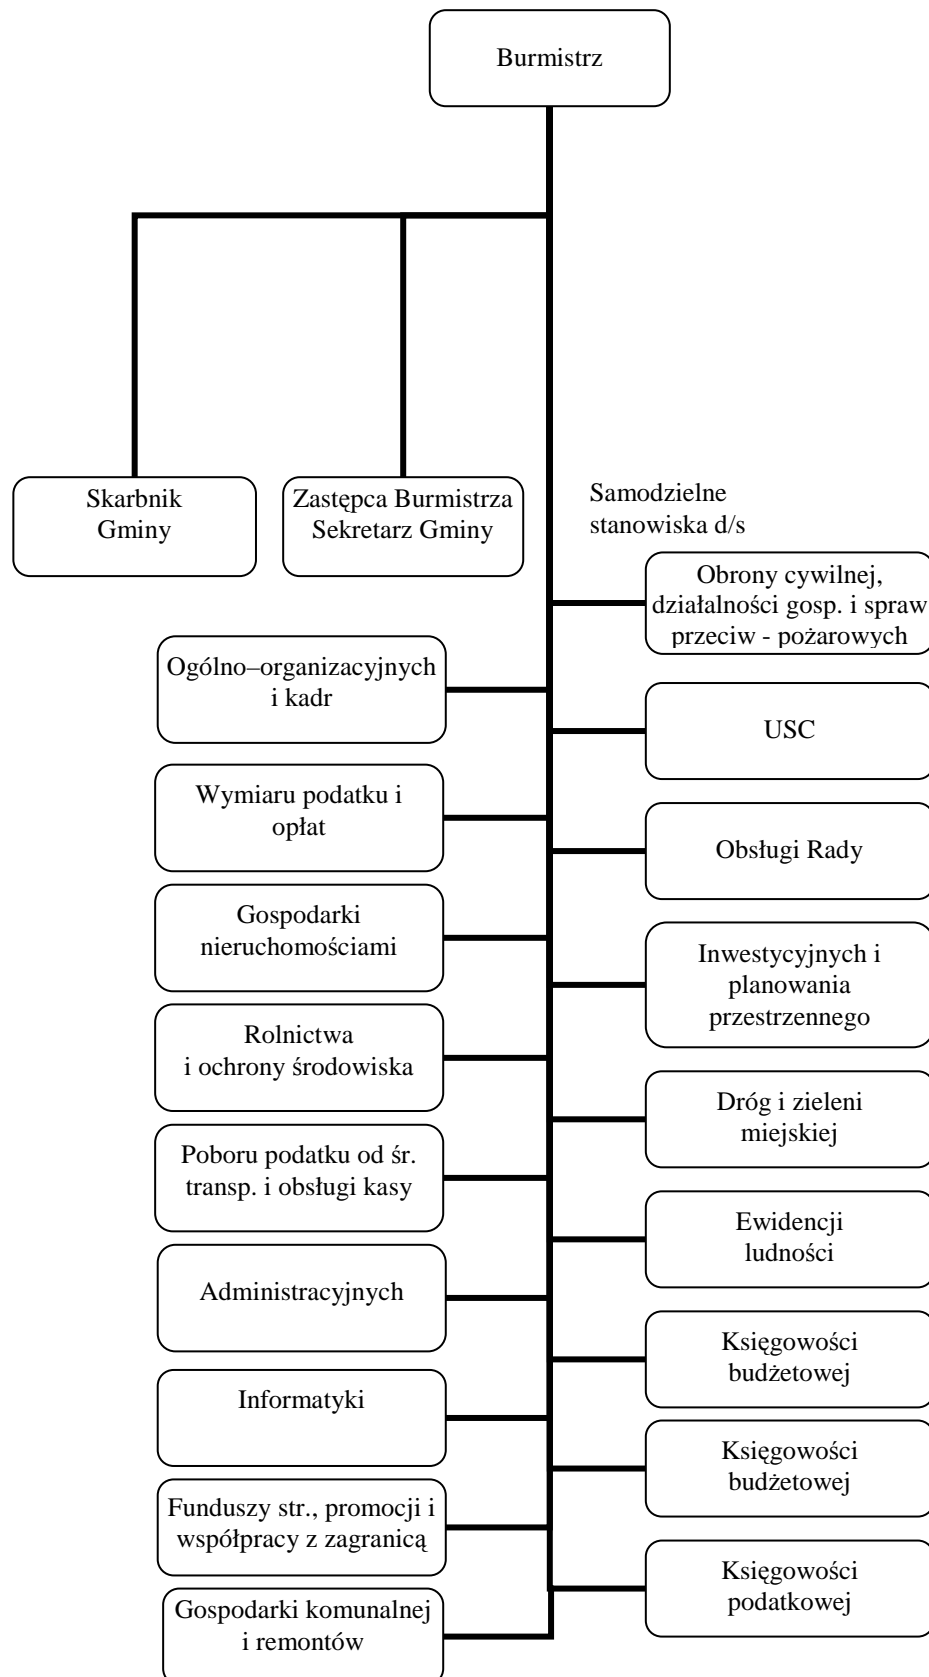 Burmistrz
Skarbnik
Gminy
Zastępca Burmistrza
Sekretarz Gminy
Samodzielne
stanowiska d/s
Ogólno–organizacyjnych
i kadr
Wymiaru podatku i
opłat
Gospodarki
nieruchomościami
Rolnictwa
i ochrony środowiska
Poboru podatku od śr.
transp. i obsługi kasy
Administracyjnych
Informatyki
Funduszy str., promocji i
współpracy z zagranicą
Gospodarki komunalnej
i remontów
Obrony cywilnej,
działalności gosp. i spraw
przeciw - pożarowych
USC
Obsługi Rady
Inwestycyjnych i
planowania
przestrzennego
Dróg i zieleni
miejskiej
Ewidencji
ludności
Księgowości
budżetowej
Księgowości
budżetowej
Księgowości
podatkowej